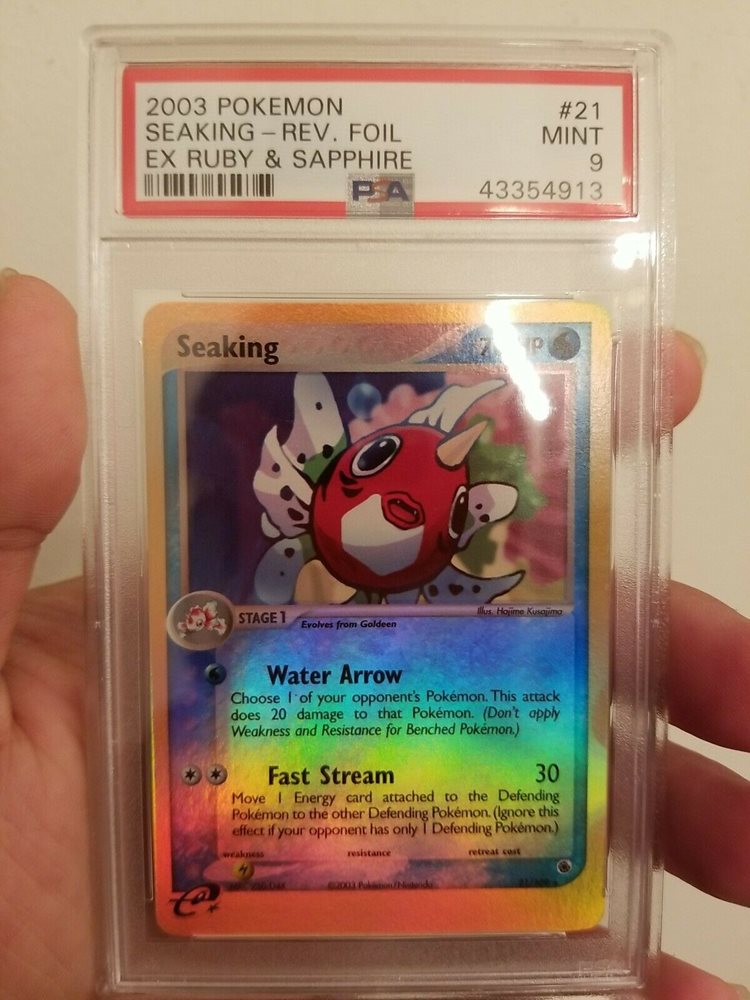 2003 POKEMON #21
SEAKING – REV. FOIL MINT
EX RUBY & SAPPHIRE 9
PSA 43354913
Seaking HP
STAGE 1 Illus. Hajime Kusajima
Evolves from Goldeen
Water Arrow
Choose 1 of your opponent's Pokémon. This attack
does 20 damage to that Pokémon. (Don't apply
Weakness and Resistance for Benched Pokémon.)
Fast Stream 30
Move 1 Energy card attached to the Defending
Pokémon to the other Defending Pokémon. (Ignore this
effect if your opponent has only 1 Defending Pokémon.)
weakness resistance retreat cost
©2003 Pokémon/Nintendo
e